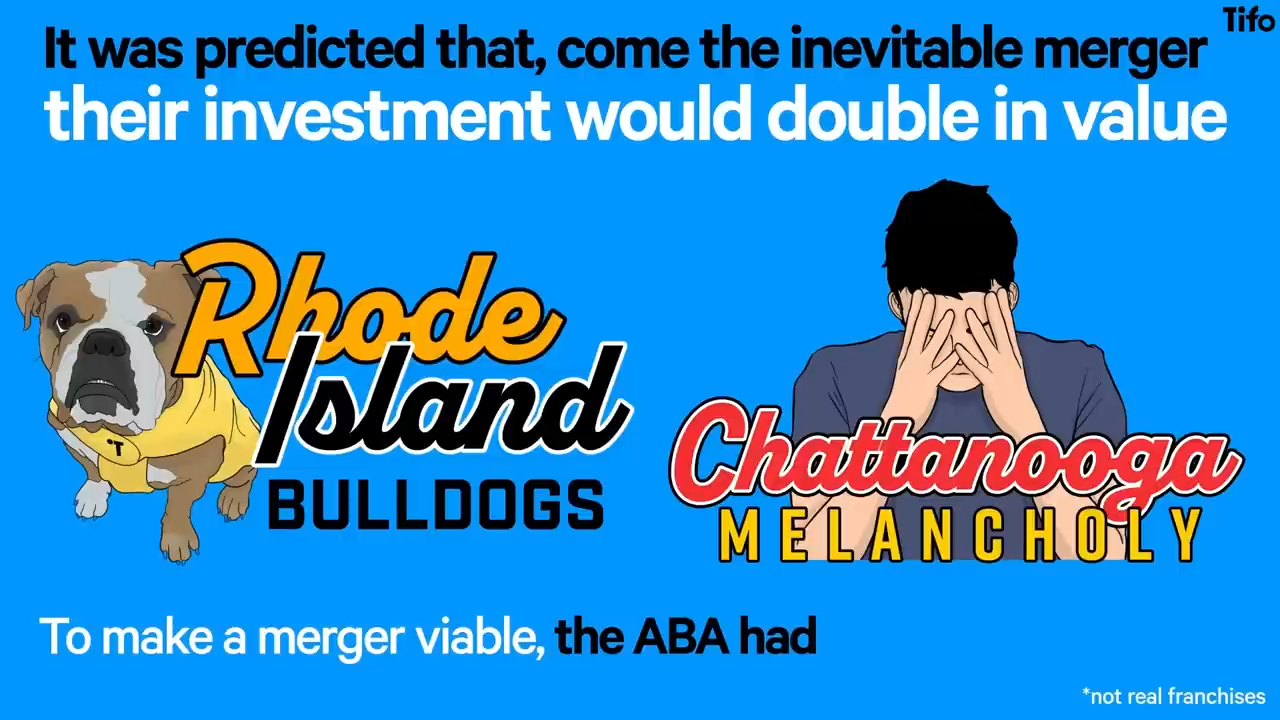 Tifo
It was predicted that, come the inevitable merger
their investment would double in value
Rhode
Island
BULLDOGS
T
Chattanooga
MELANCHOLY
To make a merger viable, the ABA had
*not real franchises